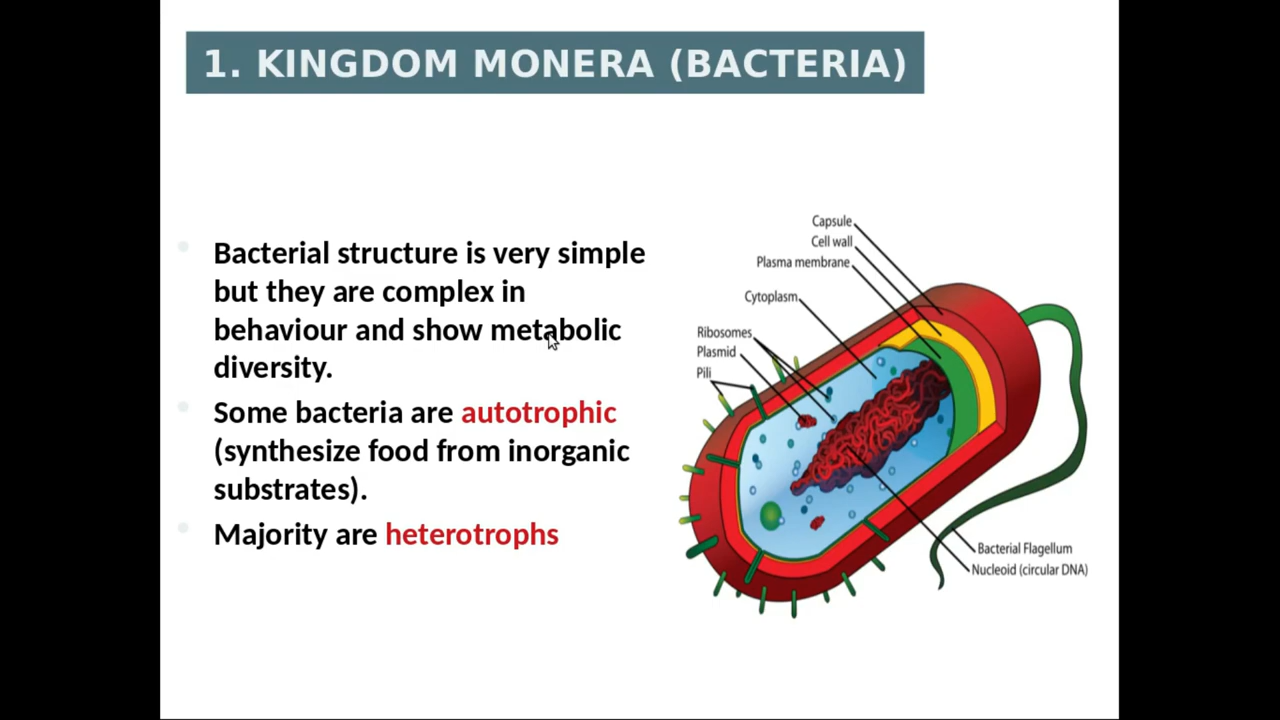 1. KINGDOM MONERA (BACTERIA)
Bacterial structure is very simple
but they are complex in
behaviour and show metabolic
diversity.
Some bacteria are autotrophic
(synthesize food from inorganic
substrates).
Majority are heterotrophs
Capsule
Cell wall
Plasma membrane
Cytoplasm
Ribosomes
Plasmid
Pili
Bacterial Flagellum
Nucleoid (circular DNA)